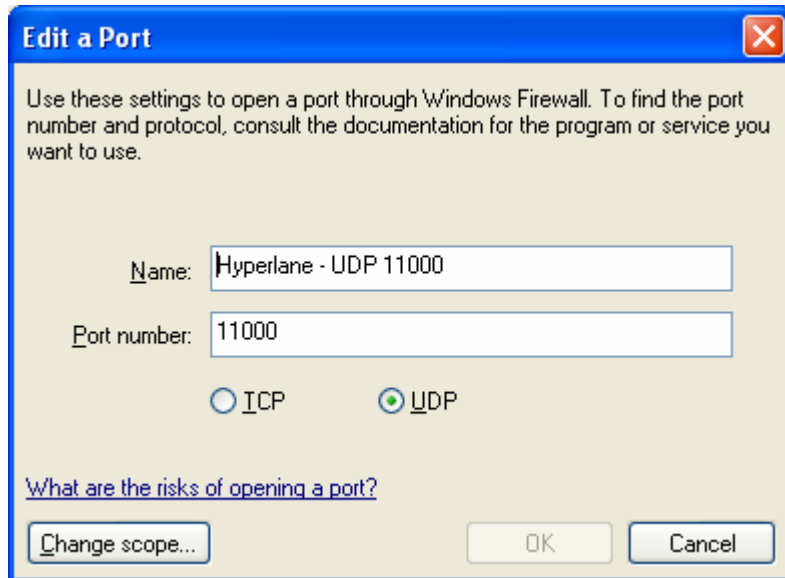 Edit a Port
Use these settings to open a port through Windows Firewall. To find the port
number and protocol, consult the documentation for the program or service you
want to use.
Name: Hyperlane - UDP 11000
Port number: 11000
TCP UDP
What are the risks of opening a port?
Change scope... OK Cancel